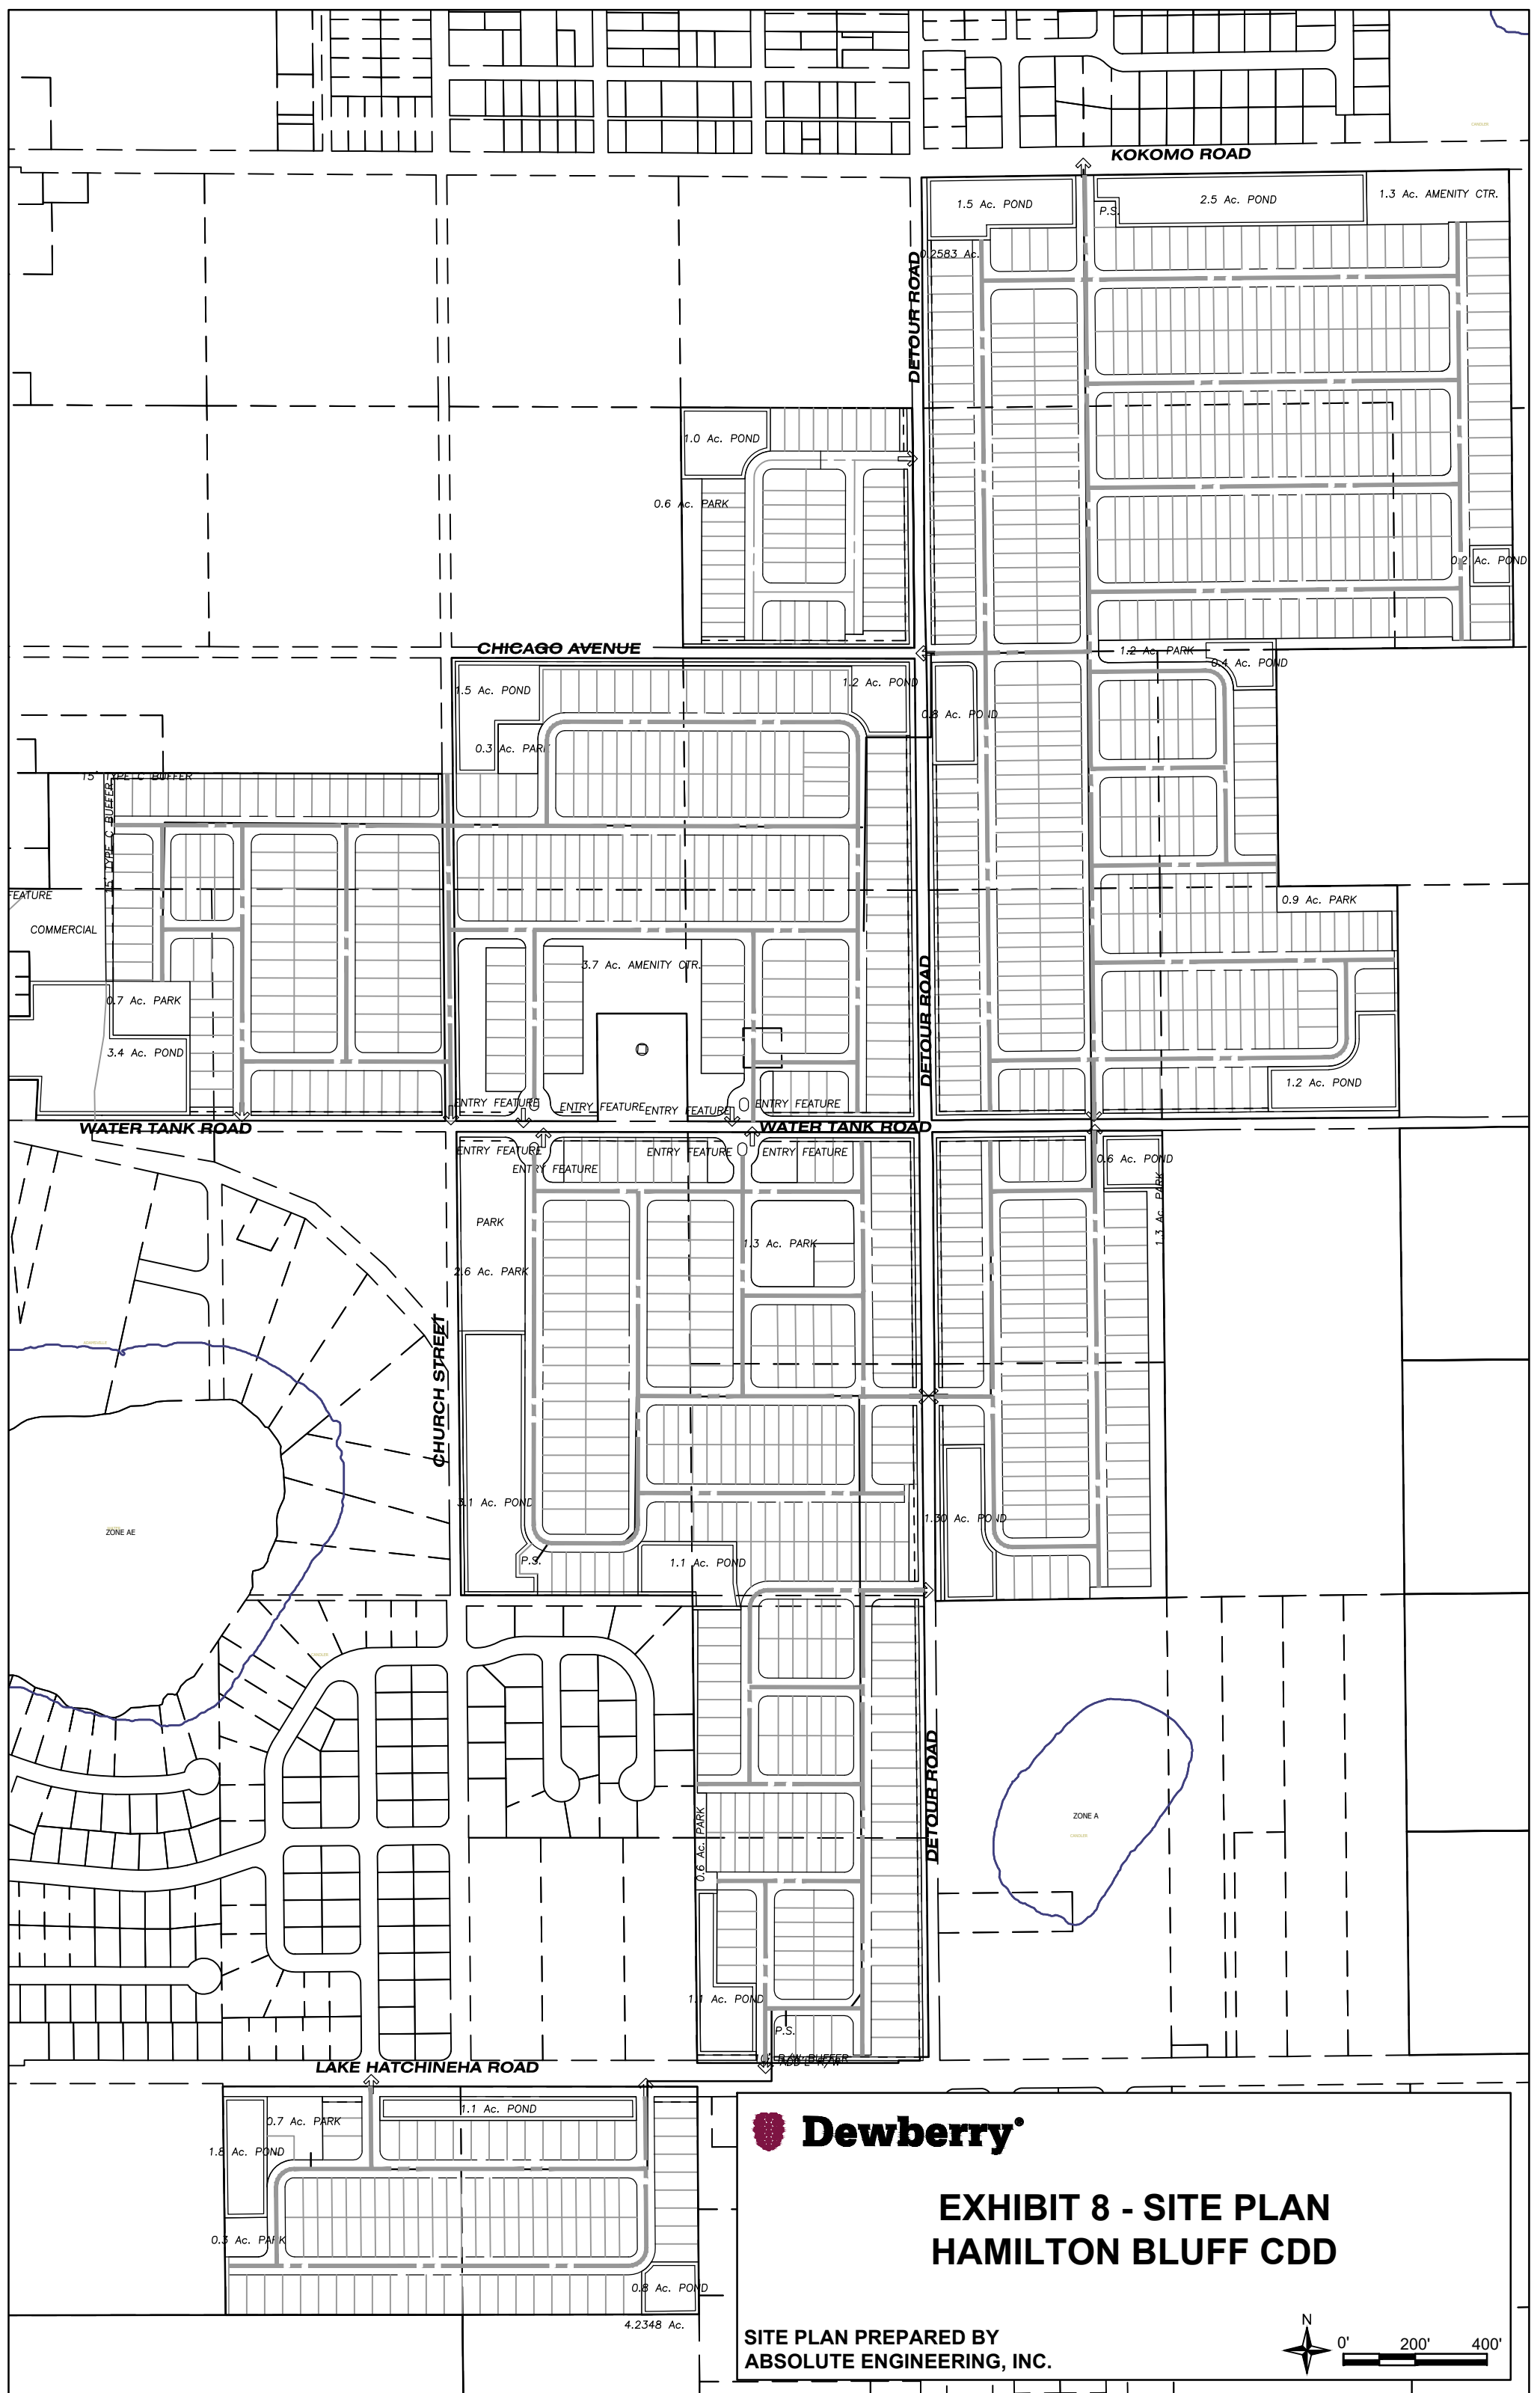 CANDLER
KOKOMO ROAD
1.5 Ac. POND
P.S.
2.5 Ac. POND
1.3 Ac. AMENITY CTR.
0.2583 Ac.
DETOUR ROAD
1.0 Ac. POND
0.6 Ac. PARK
0.2 Ac. POND
CHICAGO AVENUE
1.2 Ac. PARK
0.4 Ac. POND
1.5 Ac. POND
1.2 Ac. POND
0.8 Ac. POND
0.3 Ac. PARK
15' TYPE C BUFFER
15' TYPE C BUFFER
FEATURE
COMMERCIAL
0.9 Ac. PARK
3.7 Ac. AMENITY CTR.
0.7 Ac. PARK
DETOUR ROAD
3.4 Ac. POND
1.2 Ac. POND
ENTRY FEATURE
ENTRY FEATURE
ENTRY FEATURE
ENTRY FEATURE
WATER TANK ROAD
WATER TANK ROAD
ENTRY FEATURE
ENTRY FEATURE
ENTRY FEATURE
ENTRY FEATURE
0.6 Ac. POND
1.3 Ac. PARK
PARK
1.3 Ac. PARK
2.6 Ac. PARK
CHURCH STREET
3.1 Ac. POND
1.30 Ac. POND
ZONE AE
P.S.
1.1 Ac. POND
CANDLER
DETOUR ROAD
ZONE A
CANDLER
0.6 Ac. PARK
1.1 Ac. POND
P.S.
LAKE HATCHINEHA ROAD
0.7 Ac. PARK
1.1 Ac. POND
1.8 Ac. POND
0.3 Ac. PARK
0.8 Ac. POND
4.2348 Ac.
Dewberry®
EXHIBIT 8 - SITE PLAN
HAMILTON BLUFF CDD
SITE PLAN PREPARED BY
ABSOLUTE ENGINEERING, INC.
N
0' 200' 400'